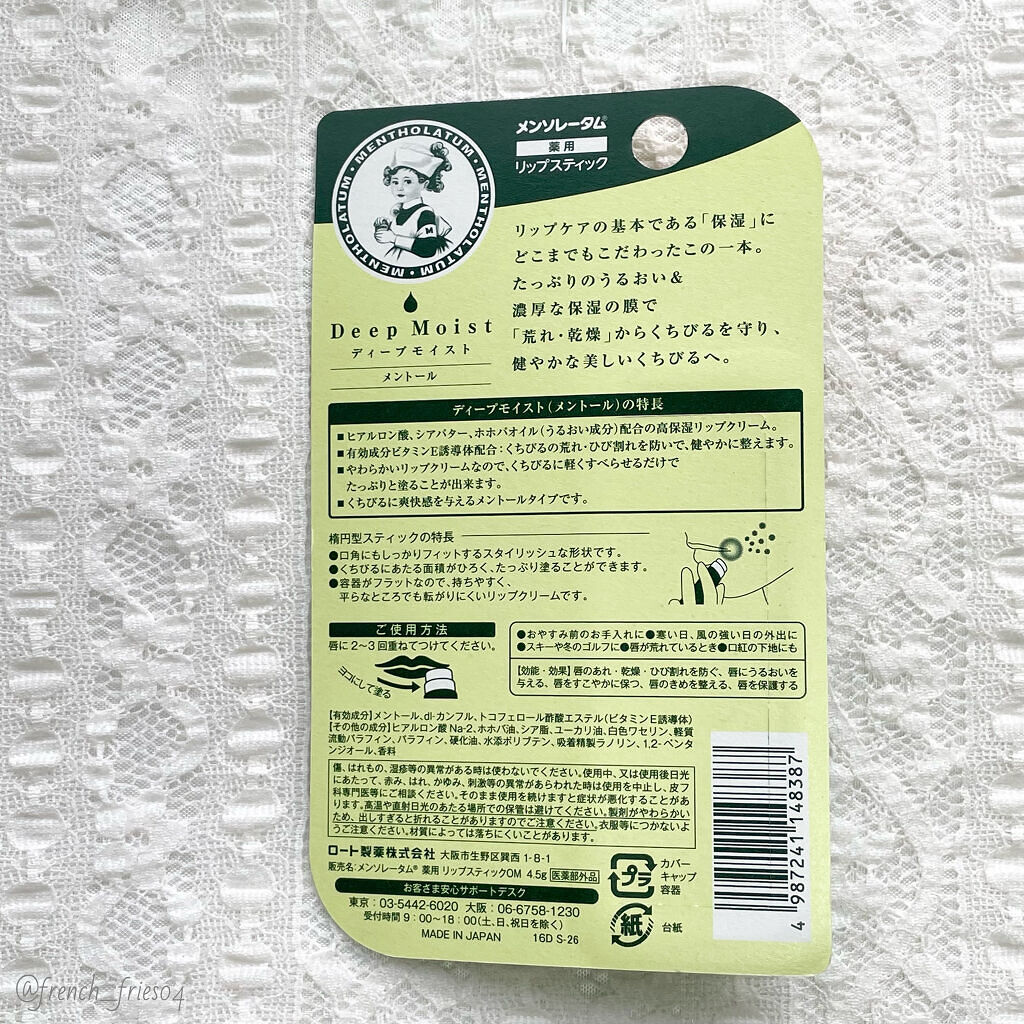 MENTHOLATUM・MENTHOLATUM・MENTHOLATUM・
M
メンソレータム®
薬用
リップスティック
Deep Moist
ディープモイスト
メントール
リップケアの基本である「保湿」に
どこまでもこだわったこの一本。
たっぷりのうるおい&
濃厚な保湿の膜で
「荒れ・乾燥」からくちびるを守り、
健やかな美しいくちびるへ。
ディープモイスト(メントール)の特長
■ヒアルロン酸、シアバター、ホホバオイル(うるおい成分)配合の高保湿リップクリーム。
■有効成分ビタミンE誘導体配合:くちびるの荒れ・ひび割れを防いで、健やかに整えます。
■やわらかいリップクリームなので、くちびるに軽くすべらせるだけで
たっぷりと塗ることが出来ます。
■くちびるに爽快感を与えるメントールタイプです。
楕円型スティックの特長
●口角にもしっかりフィットするスタイリッシュな形状です。
●くちびるにあたる面積がひろく、たっぷり塗ることができます。
●容器がフラットなので、持ちやすく、
平らなところでも転がりにくいリップクリームです。
ご使用方法
唇に2~3回重ねてつけてください。
ヨコにして塗る
●おやすみ前のお手入れに●寒い日、風の強い日の外出に
●スキーや冬のゴルフに●唇が荒れているとき●口紅の下地にも
【効能・効果】唇のあれ・乾燥・ひび割れを防ぐ、唇にうるおいを
与える、唇をすこやかに保つ、唇のきめを整える、唇を保護する
【有効成分】メントール、dl-カンフル、トコフェロール酢酸エステル(ビタミンE誘導体)
【その他の成分】ヒアルロン酸Na-2、ホホバ油、シア脂、ユーカリ油、白色ワセリン、軽質
流動パラフィン、パラフィン、硬化油、水添ポリブテン、吸着精製ラノリン、1,2-ペンタ
ンジオール、香料
傷、はれもの、湿疹等の異常がある時は使わないでください。使用中、又は使用後日光
にあたって、赤み、はれ、かゆみ、刺激等の異常があらわれた時は使用を中止し、皮フ
科専門医等にご相談ください。そのまま使用を続けますと症状が悪化することがあ
ります。高温や直射日光のあたる場所での保管は避けてください。製剤がやわらかい
ため、出しすぎると折れることがありますのでご注意ください。衣服等につかないよ
うご注意ください。材質によっては落ちにくいことがあります。
ロート製薬株式会社 大阪市生野区巽西1-8-1
販売名:メンソレータム® 薬用 リップスティックOM 4.5g 医薬部外品
お客さま安心サポートデスク
東京:03-5442-6020 大阪:06-6758-1230
受付時間 9:00~18:00(土、日、祝日を除く)
MADE IN JAPAN 16D S-26
プラ
カバー
キャップ
容器
紙
台紙
4 987241 148387
@french_fries04